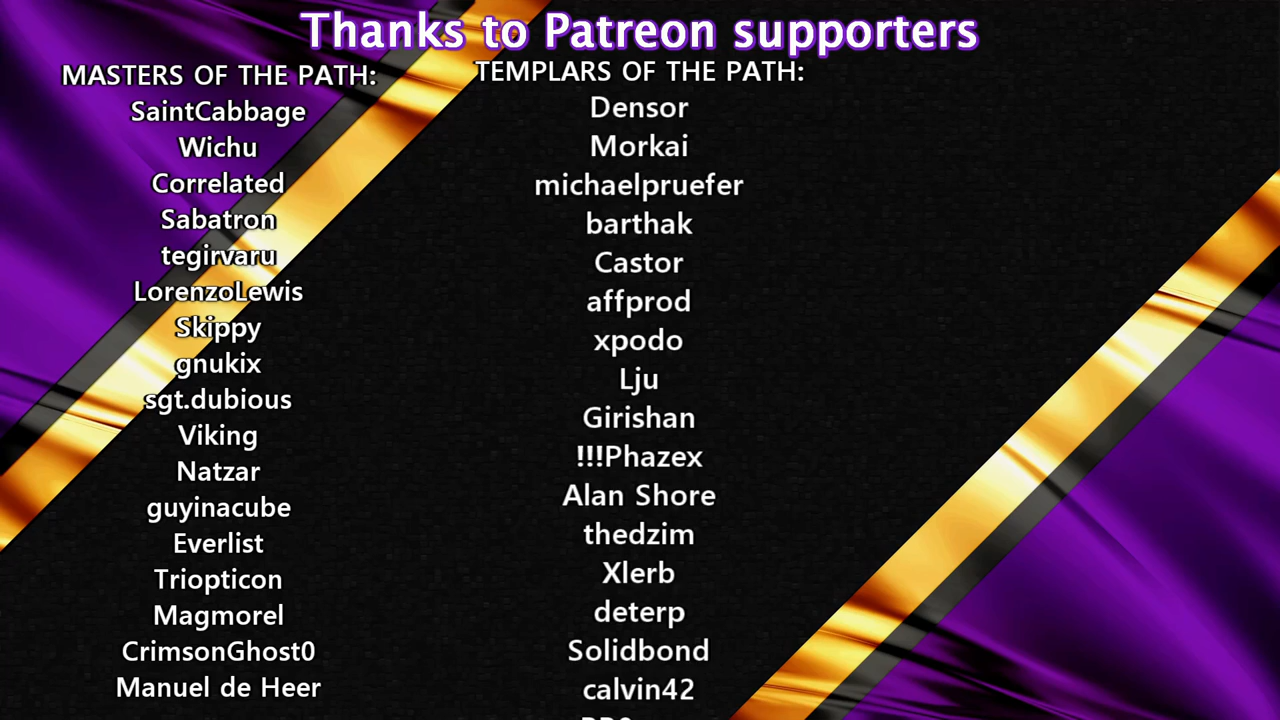 Thanks to Patreon supporters
MASTERS OF THE PATH:
SaintCabbage
Wichu
Correlated
Sabatron
tegirvaru
LorenzoLewis
Skippy
gnukix
sgt.dubious
Viking
Natzar
guyinacube
Everlist
Triopticon
Magmorel
CrimsonGhost0
Manuel de Heer
TEMPLARS OF THE PATH:
Densor
Morkai
michaelpruefer
barthak
Castor
affprod
xpodo
Lju
Girishan
!!!Phazex
Alan Shore
thedzim
Xlerb
deterp
Solidbond
calvin42